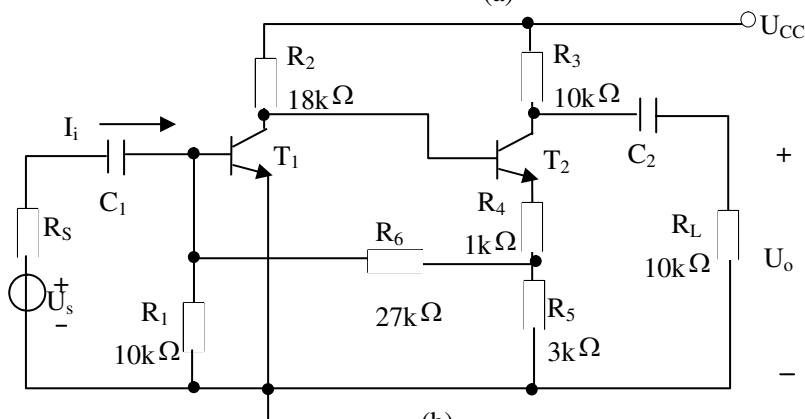 (a)
U_CC
R_2
18kΩ
R_3
10kΩ
I_i
T_1
T_2
C_1
C_2
+
R_S
R_4
1kΩ
R_6
27kΩ
R_L
10kΩ
U_o
+
U_s
−
R_1
10kΩ
R_5
3kΩ
−
(b)